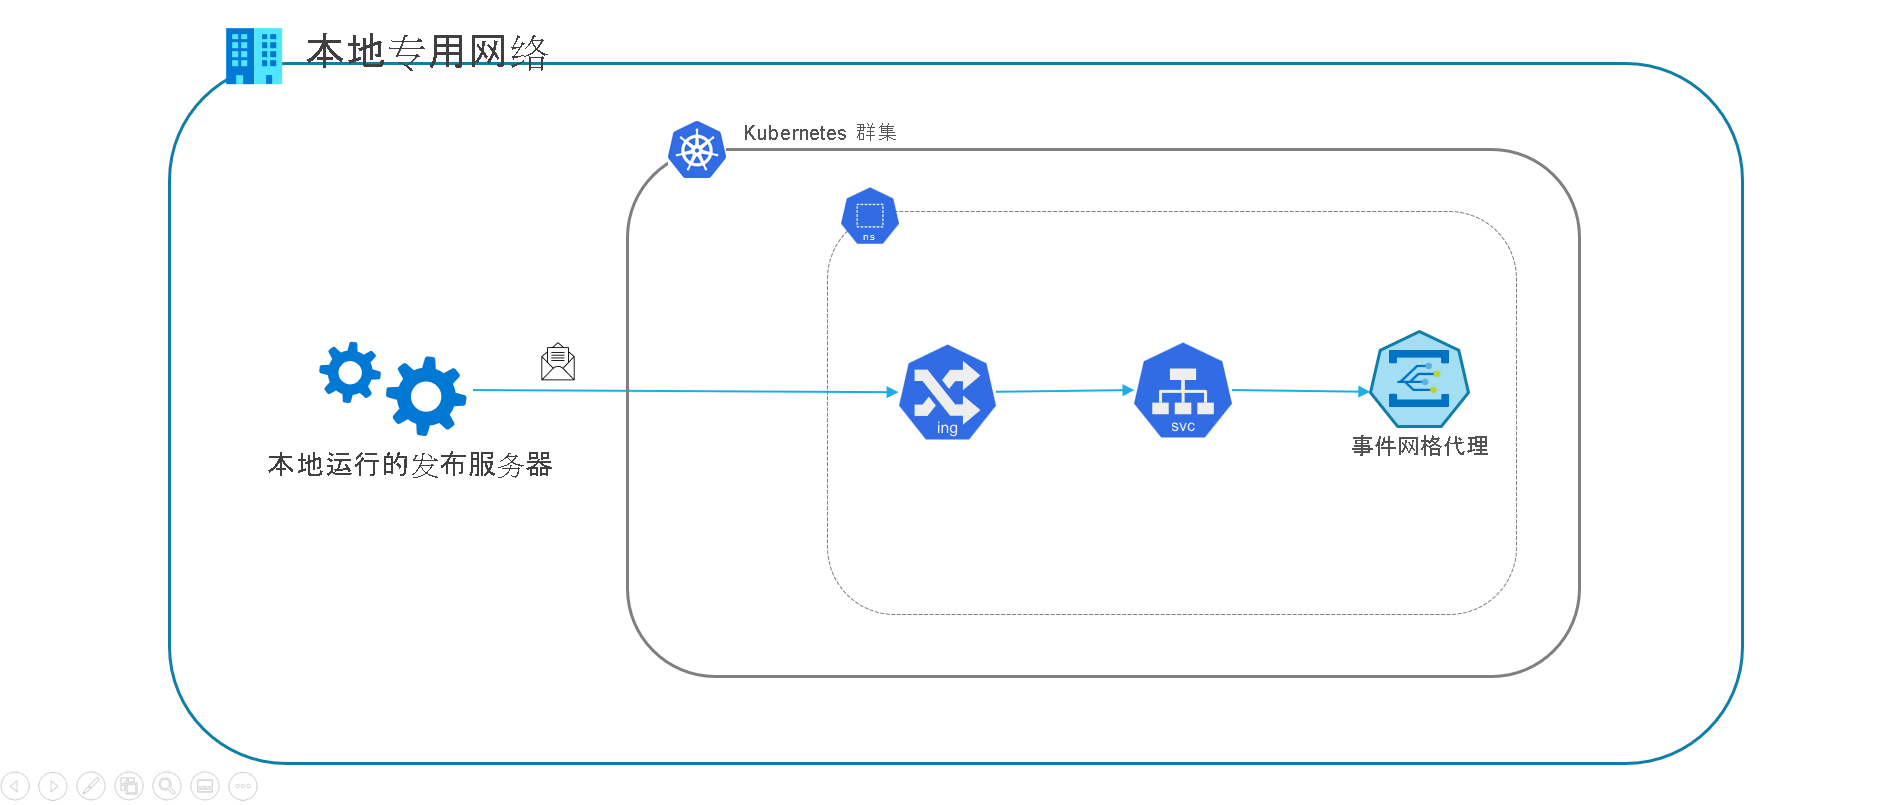 本地专用网络
Kubernetes 群集
ns
ing
svc
事件网格代理
本地运行的发布服务器